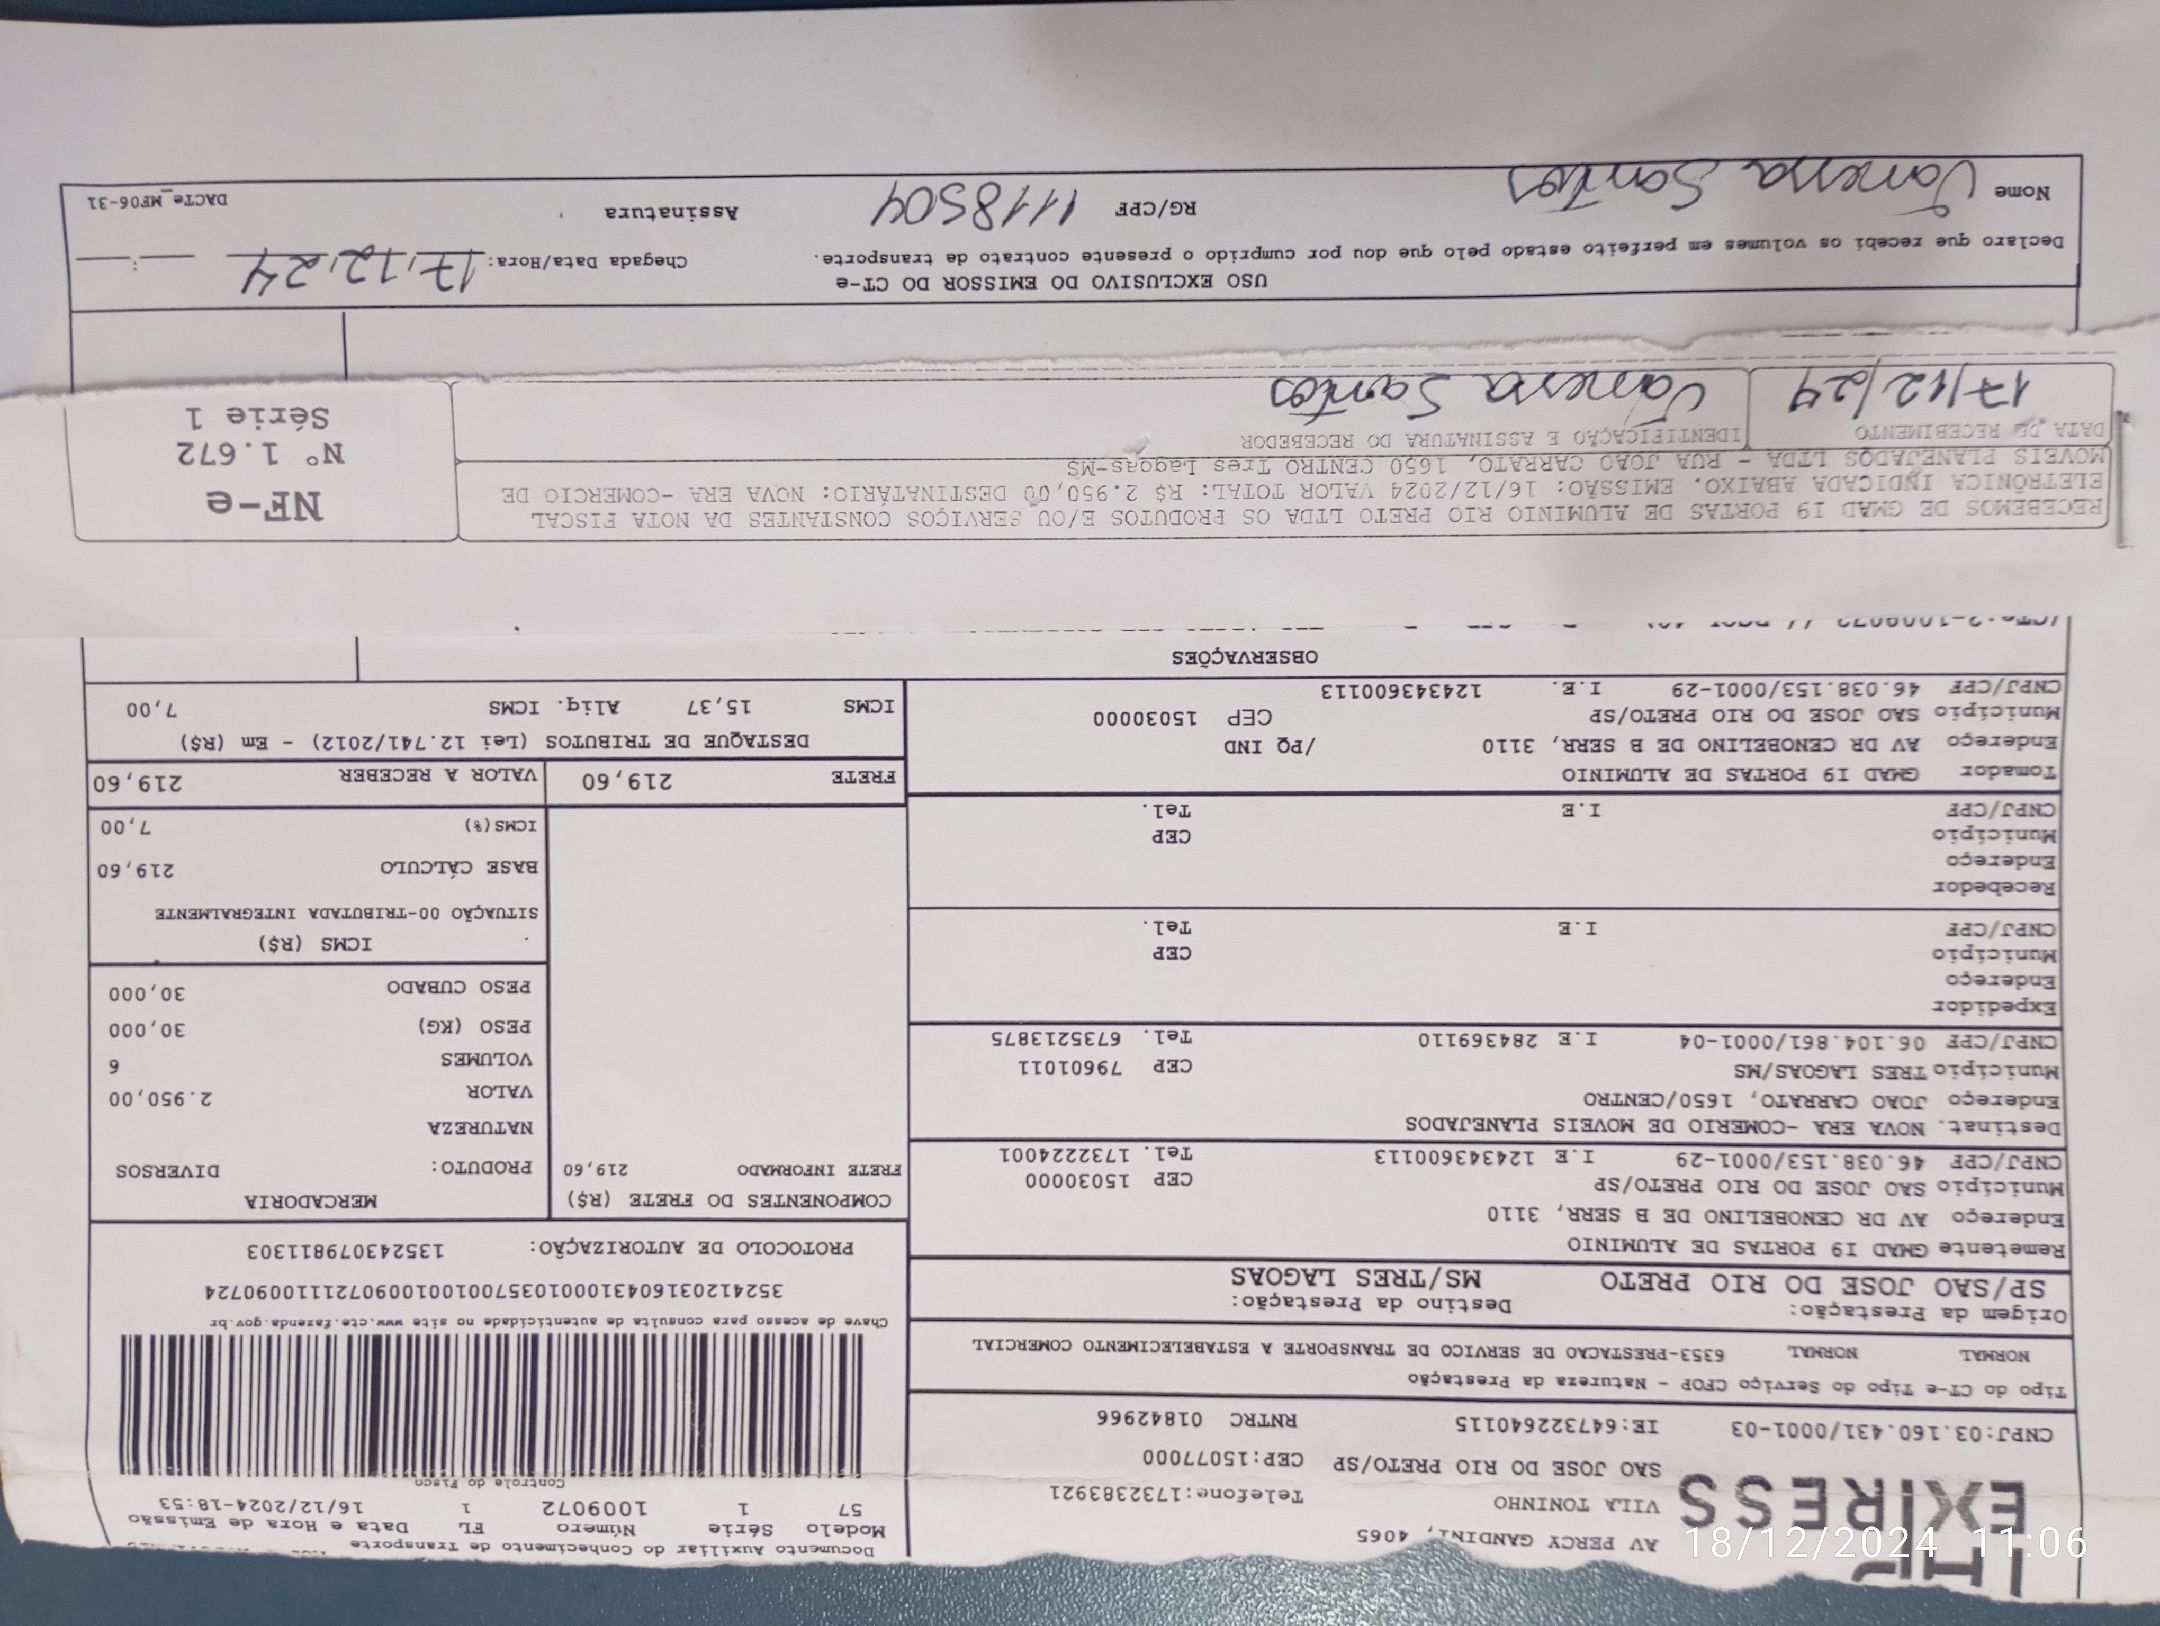 EXIRESS
AV PERCY GANDINI, 4065
VILA TONINHO Telefone:1732383921
SAO JOSE DO RIO PRETO/SP CEP:15077000
CNPJ:03.160.431/0001-03 IE:647322640115 RNTRC 01842966
Tipo do CT-e Tipo do Serviço CFOP - Natureza da Prestação
NORMAL NORMAL 6353-PRESTACAO DE SERVICO DE TRANSPORTE A ESTABELECIMENTO COMERCIAL
Origem da Prestação: Destino da Prestação:
SP/SAO JOSE DO RIO PRETO MS/TRES LAGOAS
Documento Auxiliar do Conhecimento de Transporte
Modelo Série Número FL Data e Hora de Emissão
57 1 1009072 1 16/12/2024-18:53
Controle do Fisco
Chave de acesso para consulta de autenticidade no site www.cte.fazenda.gov.br
35241203160431000103570010010090721110090724
PROTOCOLO DE AUTORIZAÇÃO: 135243079811303
Remetente GMAD 19 PORTAS DE ALUMINIO
Endereço AV DR CENOBELINO DE B SERR, 3110
Município SAO JOSE DO RIO PRETO/SP CEP 15030000
CNPJ/CPF 46.038.153/0001-29 I.E 124343600113 Tel. 1732224001
Destinat. NOVA ERA -COMERIO DE MOVEIS PLANEJADOS
Endereço JOAO CARRATO, 1650/CENTRO
Município TRES LAGOAS/MS CEP 79601011
CNPJ/CPF 06.104.861/0001-04 I.E 284369110 Tel. 6735213875
Expedidor
Endereço
Município CEP
CNPJ/CPF I.E Tel.
Recebedor
Endereço
Município CEP
CNPJ/CPF I.E Tel.
Tomador GMAD 19 PORTAS DE ALUMINIO
Endereço AV DR CENOBELINO DE B SERR, 3110 /PQ IND
Município SAO JOSE DO RIO PRETO/SP CEP 15030000
CNPJ/CPF 46.038.153/0001-29 I.E. 124343600113
COMPONENTES DO FRETE (R$)
FRETE INFORMADO 219,60
MERCADORIA
PRODUTO: DIVERSOS
NATUREZA
VALOR 2.950,00
VOLUMES 6
PESO (KG) 30,000
PESO CUBADO 30,000
ICMS (R$)
SITUAÇÃO 00-TRIBUTADA INTEGRALMENTE
BASE CÁLCULO 219,60
ICMS(%) 7,00
FRETE 219,60 VALOR A RECEBER 219,60
DESTAQUE DE TRIBUTOS (Lei 12.741/2012) - Em (R$)
ICMS 15,37 Aliq. ICMS 7,00
OBSERVAÇÕES
RECEBEMOS DE GMAD 19 PORTAS DE ALUMINIO RIO PRETO LTDA OS PRODUTOS E/OU SERVIÇOS CONSTANTES DA NOTA FISCAL
ELETRÔNICA INDICADA ABAIXO. EMISSÃO: 16/12/2024 VALOR TOTAL: R$ 2.950,00 DESTINATÁRIO: NOVA ERA -COMERCIO DE
MOVEIS PLANEJADOS LTDA - RUA JOAO CARRATO, 1650 CENTRO Tres Lagoas-MS
DATA DE RECEBIMENTO IDENTIFICAÇÃO E ASSINATURA DO RECEBEDOR
17/12/24 Vanessa Santos
NF-e
Nº 1.672
Série 1
USO EXCLUSIVO DO EMISSOR DO CT-e
Declaro que recebi os volumes em perfeito estado pelo que dou por cumprido o presente contrato de transporte. Chegada Data/Hora: 17,12,24 :
Nome Vanessa Santos RG/CPF 1118504 Assinatura
DACTe_MF06-31
18/12/2024 11:06